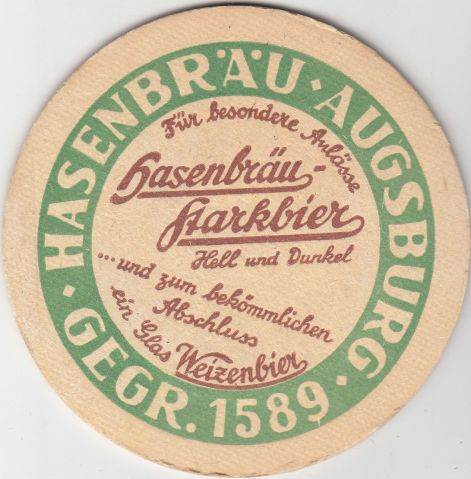 HASENBRÄU · AUGSBURG · GEGR. 1589 ·
Für besondere Anlässe
Hasenbräu-
Starkbier
Hell und Dunkel
...und zum bekömmlichen
Abschluss
ein Glas Weizenbier